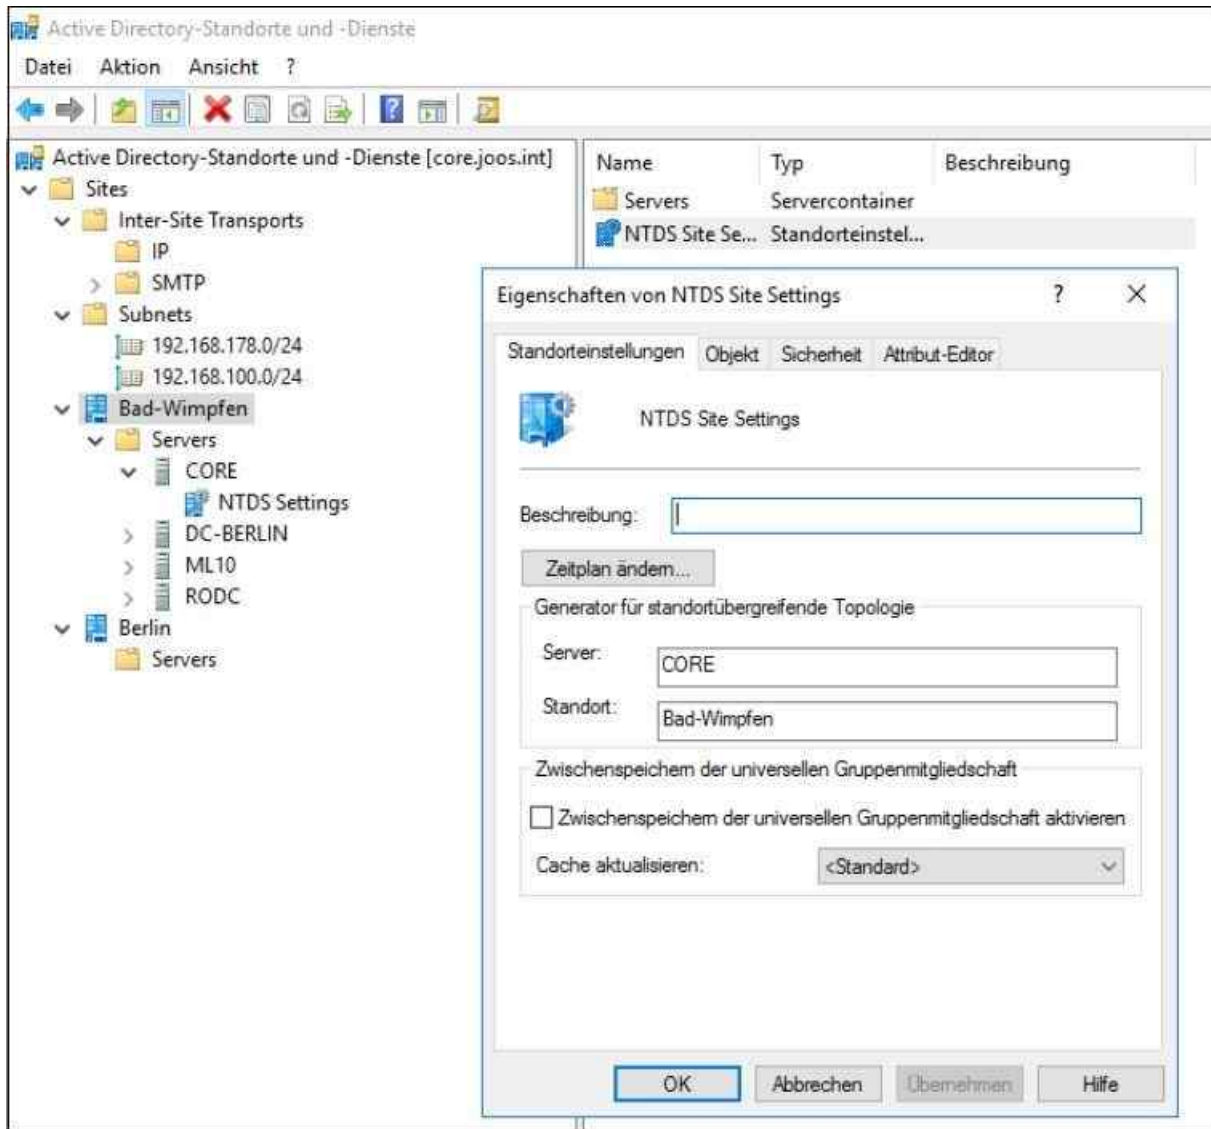 Active Directory-Standorte und -Dienste
Datei Aktion Ansicht ?
Active Directory-Standorte und -Dienste [core.joos.int]
Sites
Inter-Site Transports
IP
SMTP
Subnets
192.168.178.0/24
192.168.100.0/24
Bad-Wimpfen
Servers
CORE
NTDS Settings
DC-BERLIN
ML10
RODC
Berlin
Servers
Name Typ Beschreibung
Servers Servercontainer
NTDS Site Se... Standorteinstel...
Eigenschaften von NTDS Site Settings ?
Standorteinstellungen Objekt Sicherheit Attribut-Editor
NTDS Site Settings
Beschreibung:
Zeitplan ändern...
Generator für standortübergreifende Topologie
Server: CORE
Standort: Bad-Wimpfen
Zwischenspeichern der universellen Gruppenmitgliedschaft
Zwischenspeichern der universellen Gruppenmitgliedschaft aktivieren
Cache aktualisieren: <Standard>
OK Abbrechen Übernehmen Hilfe